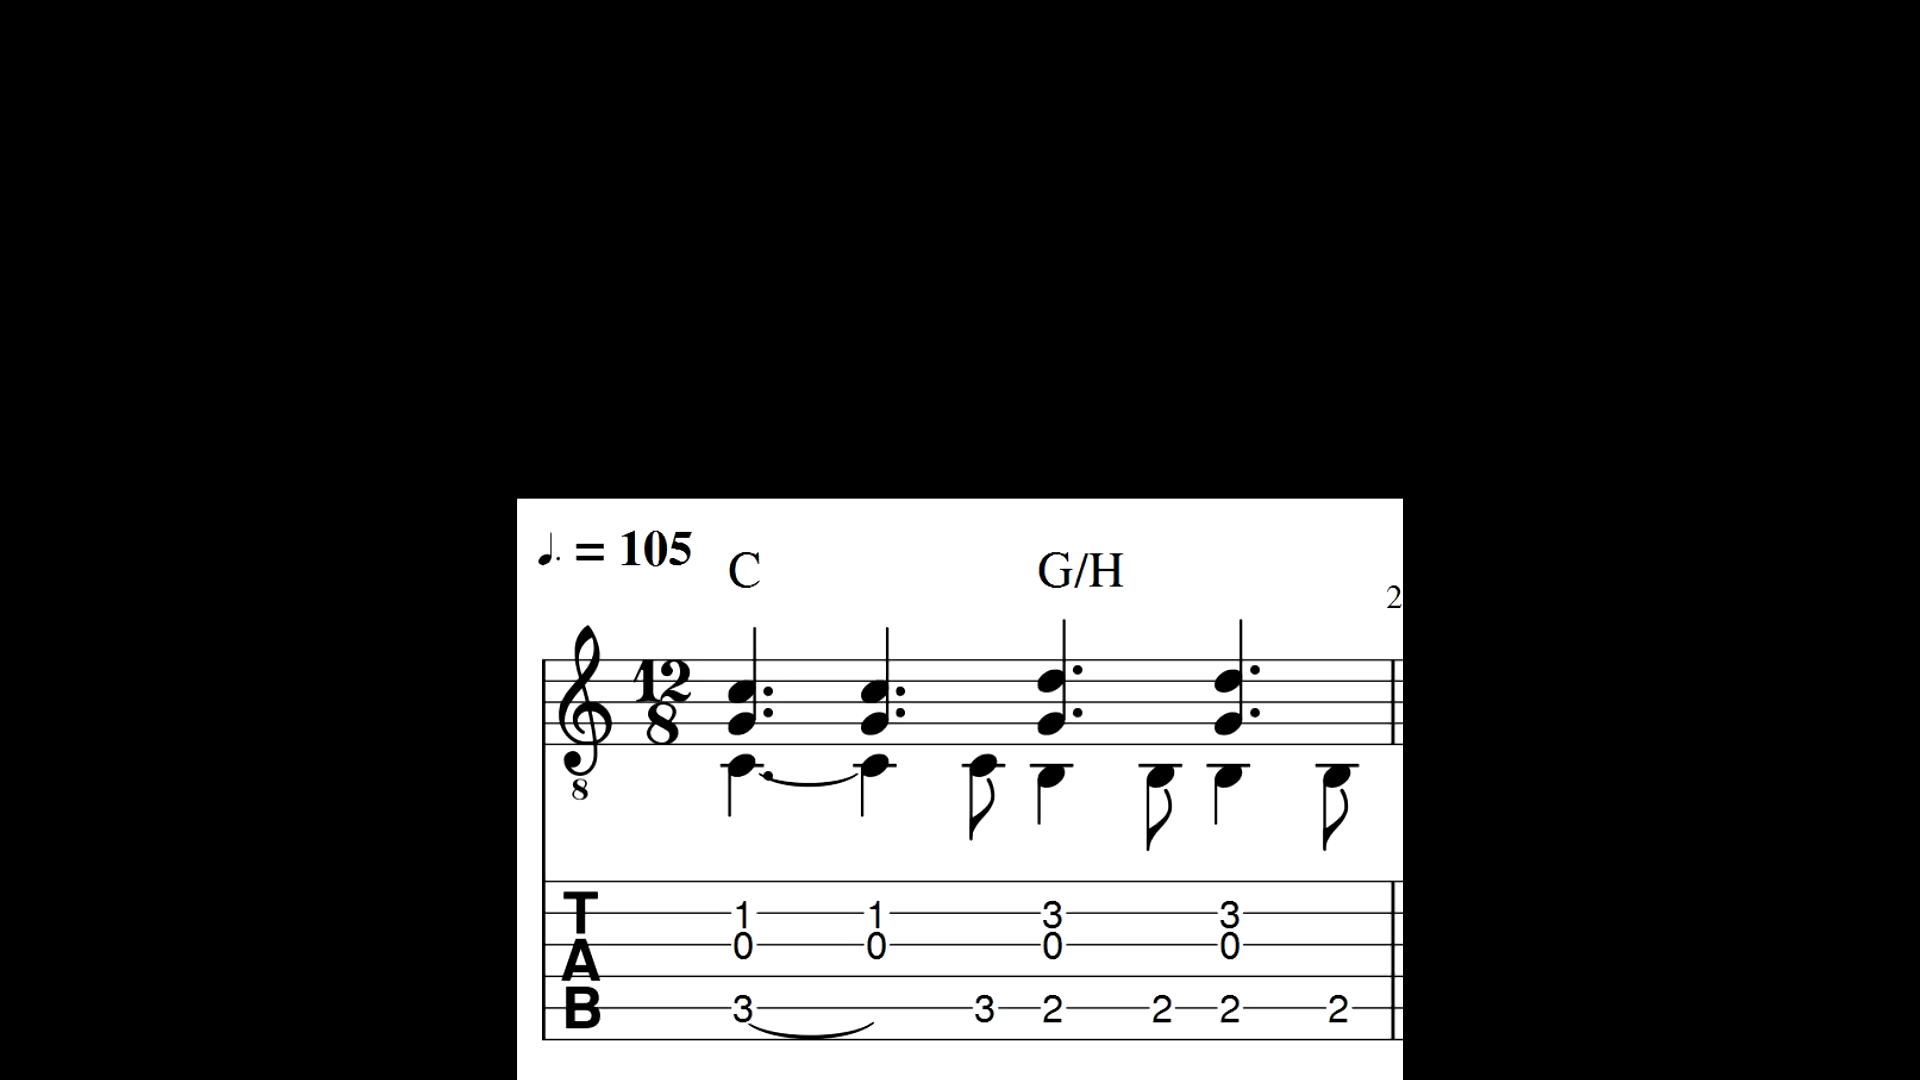 ♩. = 105
C G/H
2
12
8
8
T
A
B
1 1 3 3
0 0 0 0
3 3 2 2 2 2